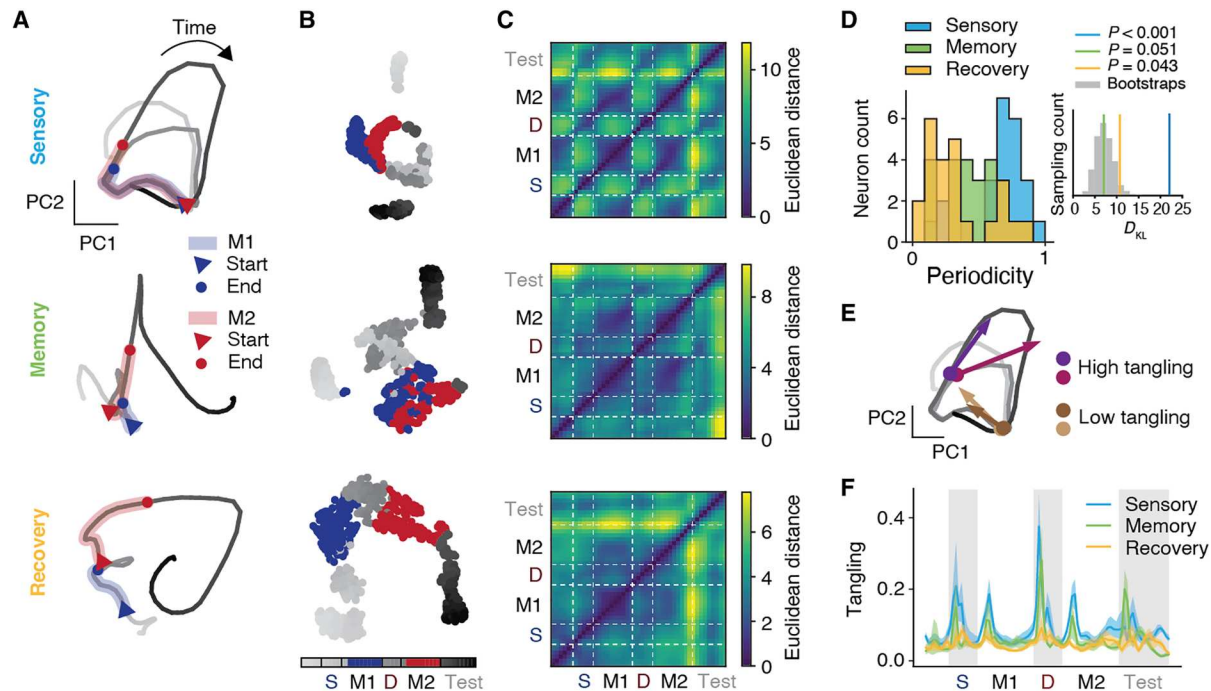 A
Time
Sensory
PC2
PC1
M1
Start
End
M2
Start
End
Memory
Recovery
B
S M1 D M2 Test
C
Test
M2
D
M1
S
10
5
0
Euclidean distance
Test
M2
D
M1
S
8
6
4
2
0
Euclidean distance
Test
M2
D
M1
S
6
4
2
0
Euclidean distance
S M1 D M2 Test
D
Sensory
Memory
Recovery
Neuron count
6
4
2
0
0 1
Periodicity
P < 0.001
P = 0.051
P = 0.043
Bootstraps
Sampling count
0 5 15 22 25
DKL
E
PC2
PC1
High tangling
Low tangling
F
Tangling
0.4
0.2
0.0
Sensory
Memory
Recovery
S M1 D M2 Test